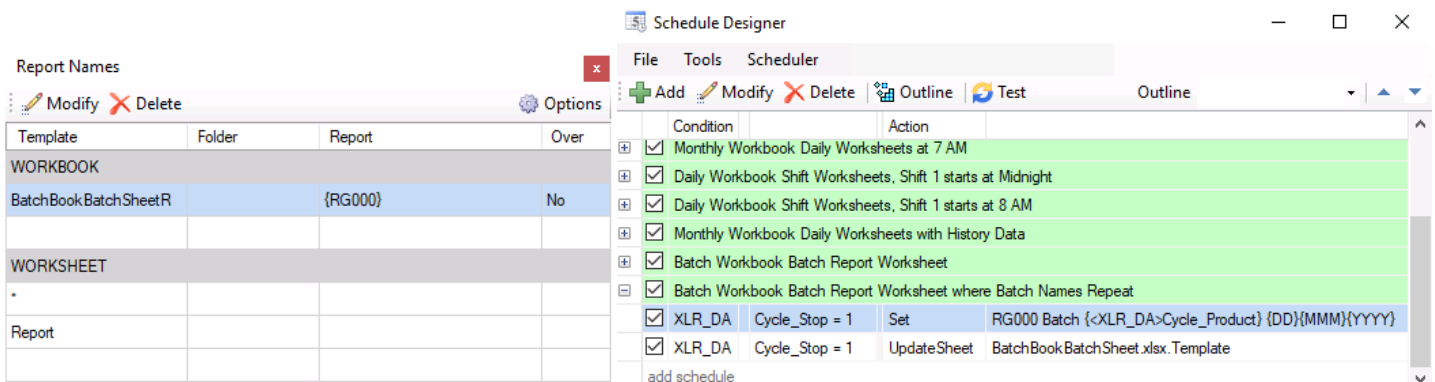 Report Names
x
Modify Delete Options
Template Folder Report Over
WORKBOOK
BatchBookBatchSheetR {RG000} No
WORKSHEET
*
Report
Schedule Designer
File Tools Scheduler
Add Modify Delete Outline Test Outline
Condition Action
Monthly Workbook Daily Worksheets at 7 AM
Daily Workbook Shift Worksheets, Shift 1 starts at Midnight
Daily Workbook Shift Worksheets, Shift 1 starts at 8 AM
Monthly Workbook Daily Worksheets with History Data
Batch Workbook Batch Report Worksheet
Batch Workbook Batch Report Worksheet where Batch Names Repeat
XLR_DA Cycle_Stop = 1 Set RG000 Batch {<XLR_DA>Cycle_Product} {DD}{MMM}{YYYY}
XLR_DA Cycle_Stop = 1 UpdateSheet BatchBookBatchSheet.xlsx.Template
add schedule